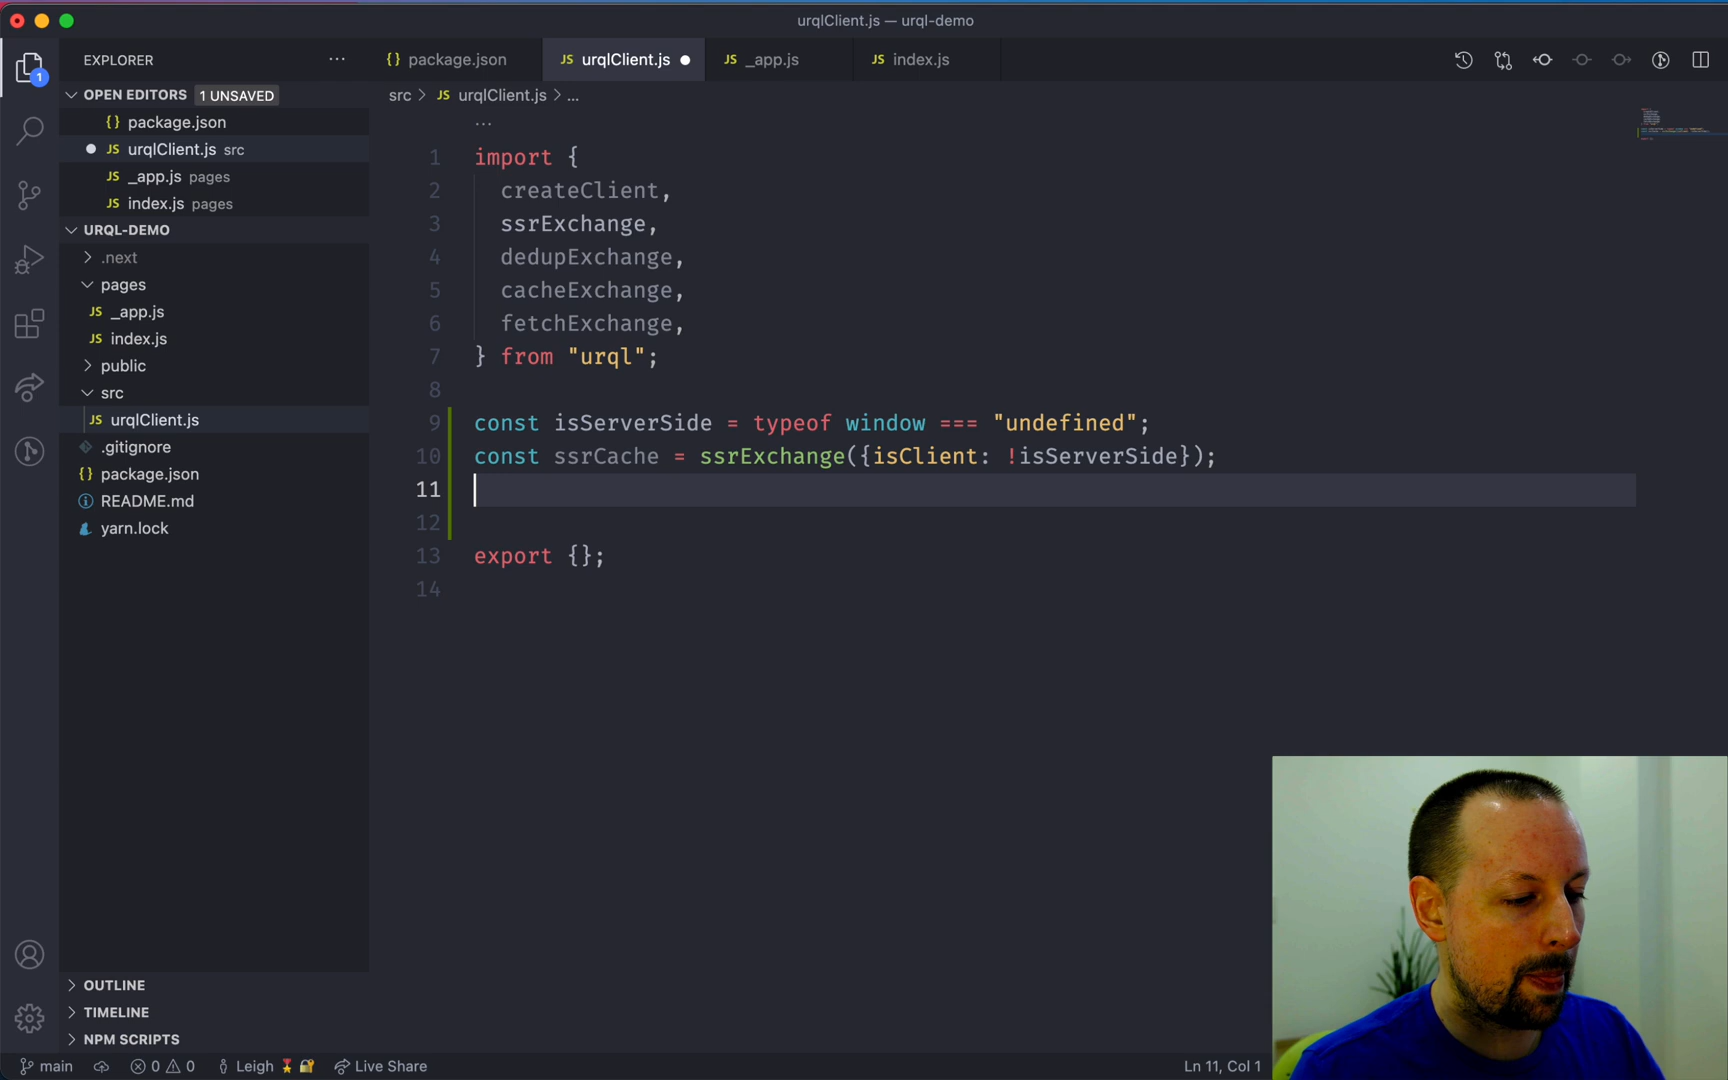 urqlClient.js — urql-demo
EXPLORER
{} package.json
JS urqlClient.js
JS _app.js
JS index.js
OPEN EDITORS 1 UNSAVED
{} package.json
JS urqlClient.js src
JS _app.js pages
JS index.js pages
URQL-DEMO
.next
pages
JS _app.js
JS index.js
public
src
JS urqlClient.js
.gitignore
{} package.json
README.md
yarn.lock
OUTLINE
TIMELINE
NPM SCRIPTS
1
src > JS urqlClient.js > ...
...
1 import {
2 createClient,
3 ssrExchange,
4 dedupExchange,
5 cacheExchange,
6 fetchExchange,
7 } from "urql";
8
9 const isServerSide = typeof window === "undefined";
10 const ssrCache = ssrExchange({isClient: !isServerSide});
11
12
13 export {};
14
main 0 0 Leigh Live Share Ln 11, Col 1